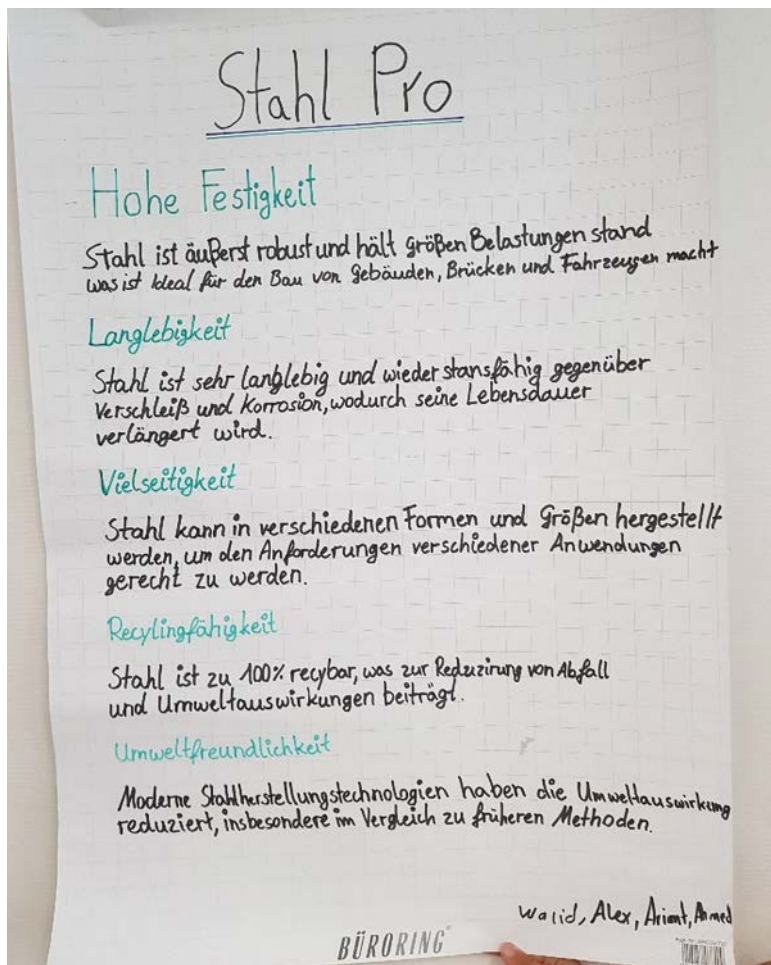 Stahl Pro
Hohe Festigkeit
Stahl ist äußerst robust und hält größen Belastungen stand
was ist Ideal für den Bau von Gebäuden, Brücken und Fahrzeugen macht
Langlebigkeit
Stahl ist sehr langlebig und wiederstansfähig gegenüber
Verschleiß und Korrosion, wodurch seine Lebensdauer
verlängert wird.
Vielseitigkeit
Stahl kann in verschiedenen Formen und Größen hergestellt
werden, um den Anforderungen verschiedener Anwendungen
gerecht zu werden.
Recylingfähigkeit
Stahl ist zu 100% recybar, was zur Reduzirung von Abfall
und Umweltauswirkungen beiträgt.
Umweltfreundlichkeit
Moderne Stahlherstellungstechnologien haben die Umweltauswirkung
reduziert, insbesondere im Vergleich zu früheren Methoden.
Walid, Alex, Ahmed
BÜRORING